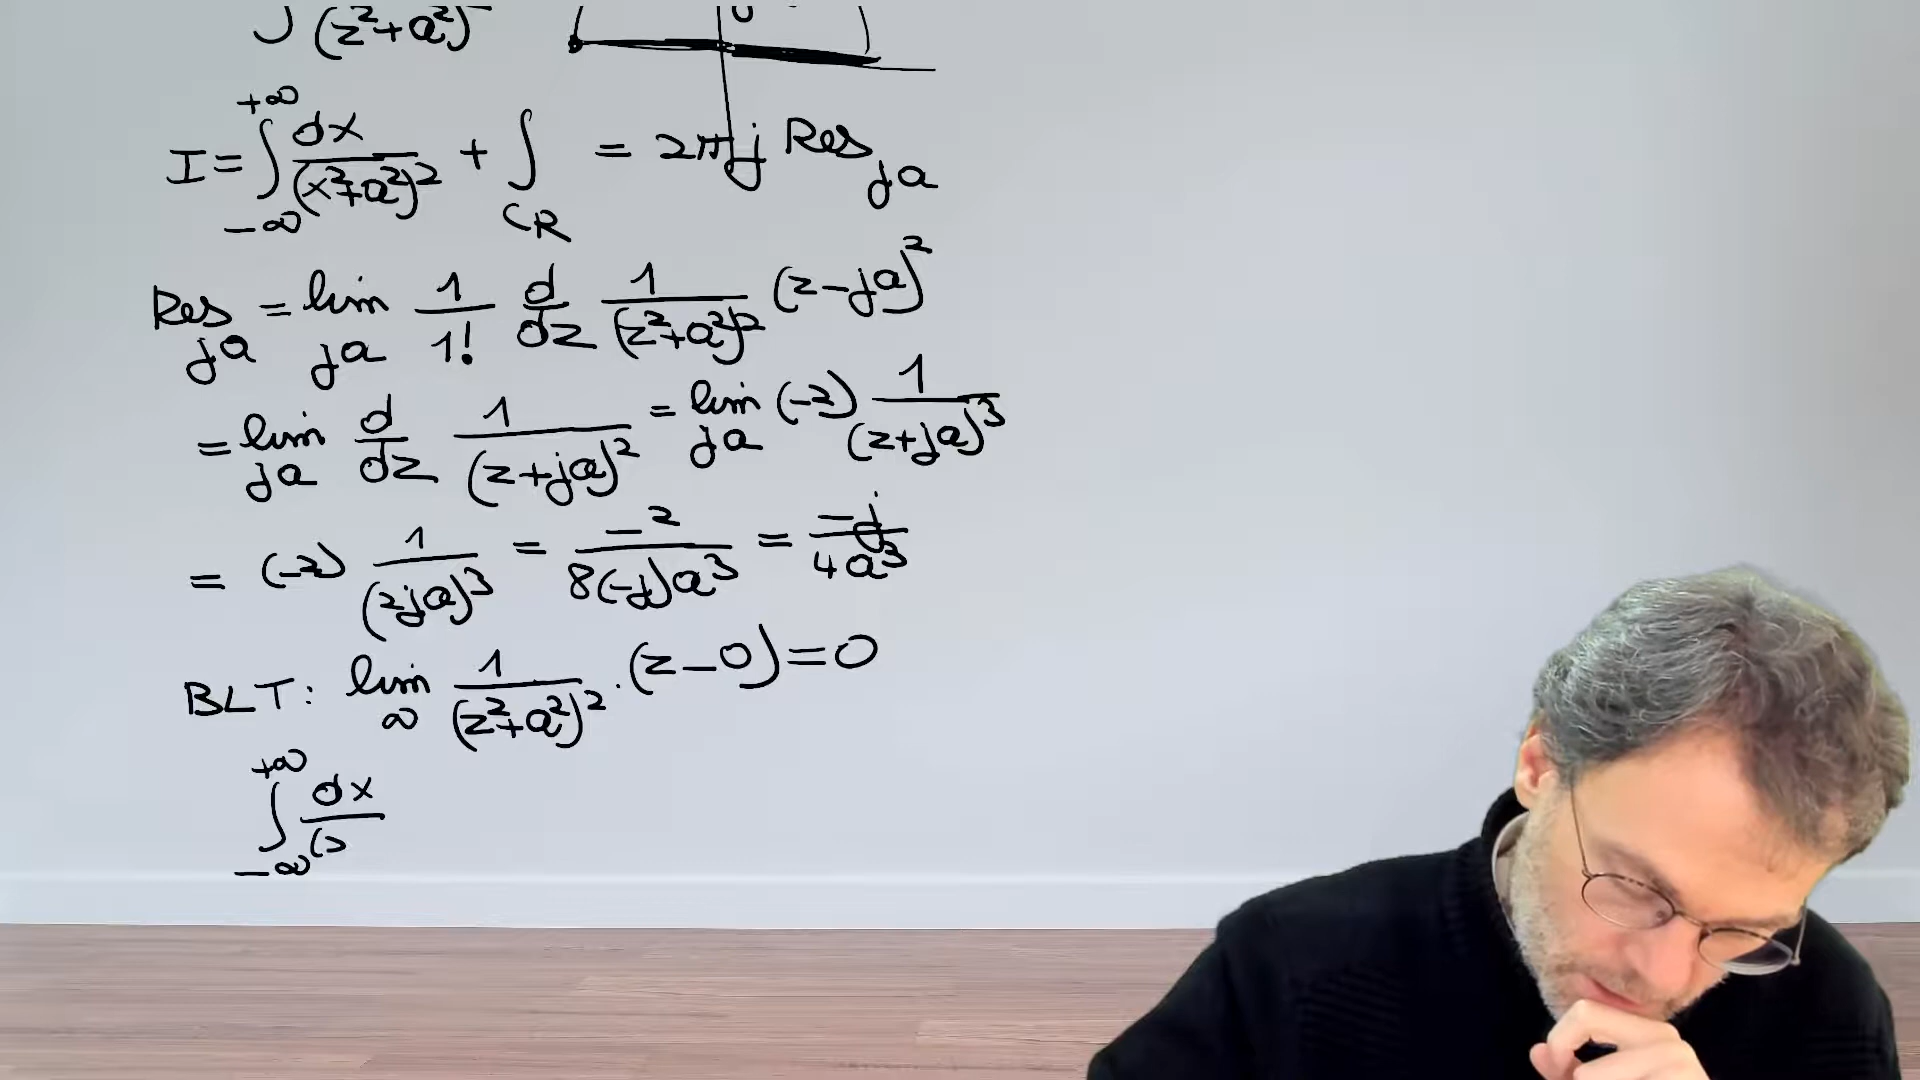 ∫ (z²+a²)²
I = ∫_{-∞}^{+∞} dx/(x²+a²)² + ∫_{CR} = 2πj Res_{ja}
Res_{ja} = lim_{ja} 1/1! d/dz 1/(z²+a²)² (z-ja)²
= lim_{ja} d/dz 1/(z+ja)² = lim_{ja} (-2) 1/(z+ja)³
= (-2) 1/(2ja)³ = -2/8(-j)a³ = -j/4a³
BLT: lim_{∞} 1/(z²+a²)² · (z-0) = 0
∫_{-∞}^{+∞} dx/(